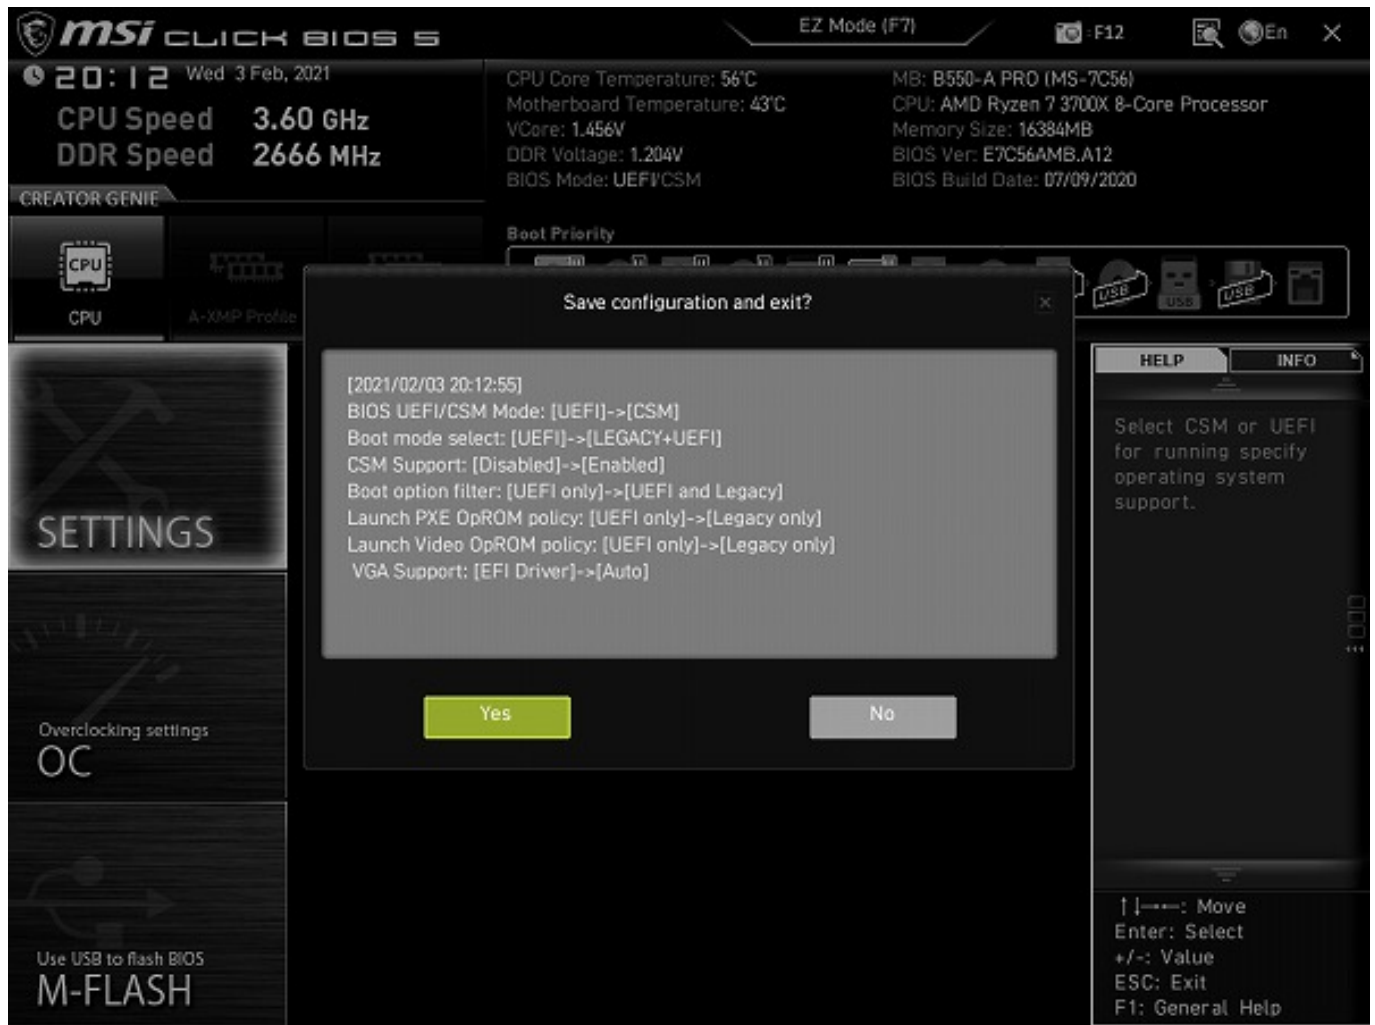 msi CLICK BIOS 5
EZ Mode (F7)
: F12
En
20:12 Wed 3 Feb, 2021
CPU Speed 3.60 GHz
DDR Speed 2666 MHz
CPU Core Temperature: 56°C
Motherboard Temperature: 43°C
VCore: 1.456V
DDR Voltage: 1.204V
BIOS Mode: UEFI/CSM
MB: B550-A PRO (MS-7C56)
CPU: AMD Ryzen 7 3700X 8-Core Processor
Memory Size: 16384MB
BIOS Ver: E7C56AMB.A12
BIOS Build Date: 07/09/2020
CREATOR GENIE
CPU
CPU
A-XMP Profile
Boot Priority
U
U
U
U
U
U
USB
USB
USB
Save configuration and exit?
[2021/02/03 20:12:55]
BIOS UEFI/CSM Mode: [UEFI]->[CSM]
Boot mode select: [UEFI]->[LEGACY+UEFI]
CSM Support: [Disabled]->[Enabled]
Boot option filter: [UEFI only]->[UEFI and Legacy]
Launch PXE OpROM policy: [UEFI only]->[Legacy only]
Launch Video OpROM policy: [UEFI only]->[Legacy only]
VGA Support: [EFI Driver]->[Auto]
Yes
No
SETTINGS
Overclocking settings
OC
Use USB to flash BIOS
M-FLASH
HELP
INFO
Select CSM or UEFI
for running specify
operating system
support.
↑↓→←: Move
Enter: Select
+/-: Value
ESC: Exit
F1: General Help